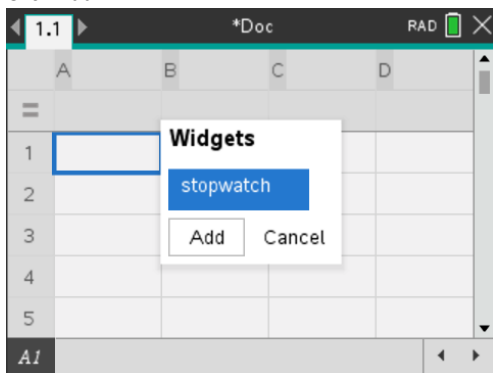 1.1 *Doc RAD
A B C D
=
Widgets
1
stopwatch
2
3 Add Cancel
4
5
A1